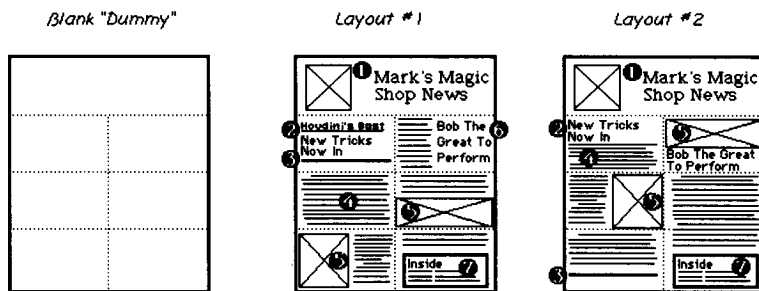 Blank "Dummy"
Layout #1
Layout #2
1 Mark's Magic
Shop News
2 Houdini's Best
New Tricks
Now In
3
4
5
Bob The 6
Great To
Perform
5
Inside 7
1 Mark's Magic
Shop News
2 New Tricks
Now In
4
5
5
Bob The Great
To Perform
Inside 7